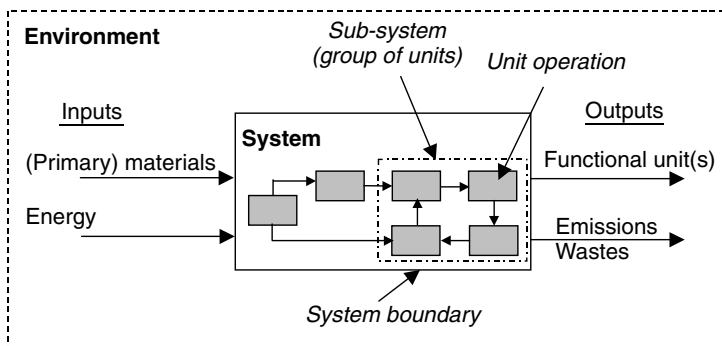 Environment
Sub-system
(group of units)
Unit operation
Inputs
Outputs
System
(Primary) materials
Functional unit(s)
Energy
Emissions
Wastes
System boundary